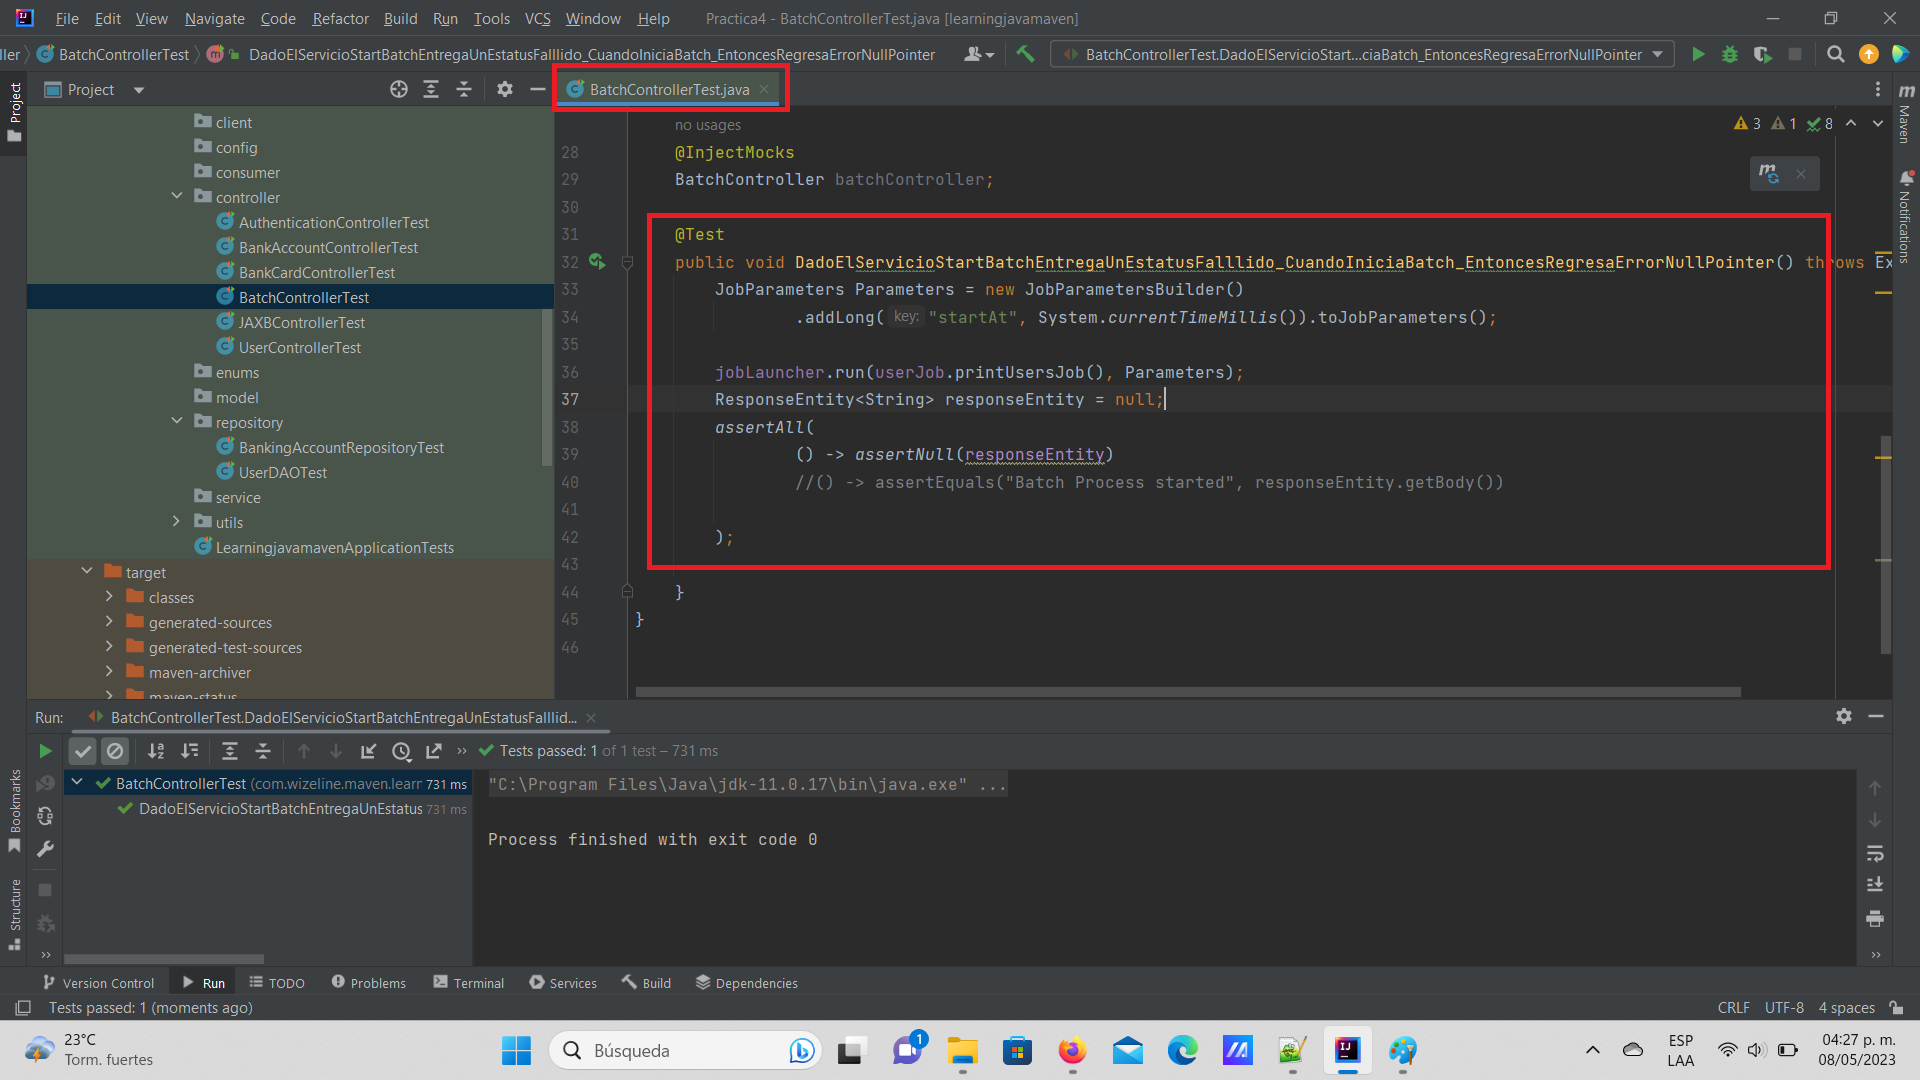 File Edit View Navigate Code Refactor Build Run Tools VCS Window Help Practica4 - BatchControllerTest.java [learningjavamaven]
ller BatchControllerTest DadoElServicioStartBatchEntregaUnEstatusFalllido_CuandoIniciaBatch_EntoncesRegresaErrorNullPointer BatchControllerTest.DadoElServicioStart...ciaBatch_EntoncesRegresaErrorNullPointer
Project
Project
BatchControllerTest.java
Maven
Notifications
client
config
consumer
controller
AuthenticationControllerTest
BankAccountControllerTest
BankCardControllerTest
BatchControllerTest
JAXBControllerTest
UserControllerTest
enums
model
repository
BankingAccountRepositoryTest
UserDAOTest
service
utils
LearningjavamavenApplicationTests
target
classes
generated-sources
generated-test-sources
maven-archiver
maven-status
no usages
3 1 8
28 @InjectMocks
29 BatchController batchController;
30
31 @Test
32 public void DadoElServicioStartBatchEntregaUnEstatusFalllido_CuandoIniciaBatch_EntoncesRegresaErrorNullPointer() throws Ex
33 JobParameters Parameters = new JobParametersBuilder()
34 .addLong( key: "startAt", System.currentTimeMillis()).toJobParameters();
35
36 jobLauncher.run(userJob.printUsersJob(), Parameters);
37 ResponseEntity<String> responseEntity = null;
38 assertAll(
39 () -> assertNull(responseEntity)
40 //() -> assertEquals("Batch Process started", responseEntity.getBody())
41
42 );
43
44 }
45 }
46
Run: BatchControllerTest.DadoElServicioStartBatchEntregaUnEstatusFalllid...
Tests passed: 1 of 1 test – 731 ms
BatchControllerTest (com.wizeline.maven.learr 731 ms
DadoElServicioStartBatchEntregaUnEstatus 731 ms
"C:\Program Files\Java\jdk-11.0.17\bin\java.exe" ...
Process finished with exit code 0
Bookmarks
Structure
Version Control Run TODO Problems Terminal Services Build Dependencies
Tests passed: 1 (moments ago) CRLF UTF-8 4 spaces
23°C
Torm. fuertes
Búsqueda
1
ESP
LAA
04:27 p. m.
08/05/2023